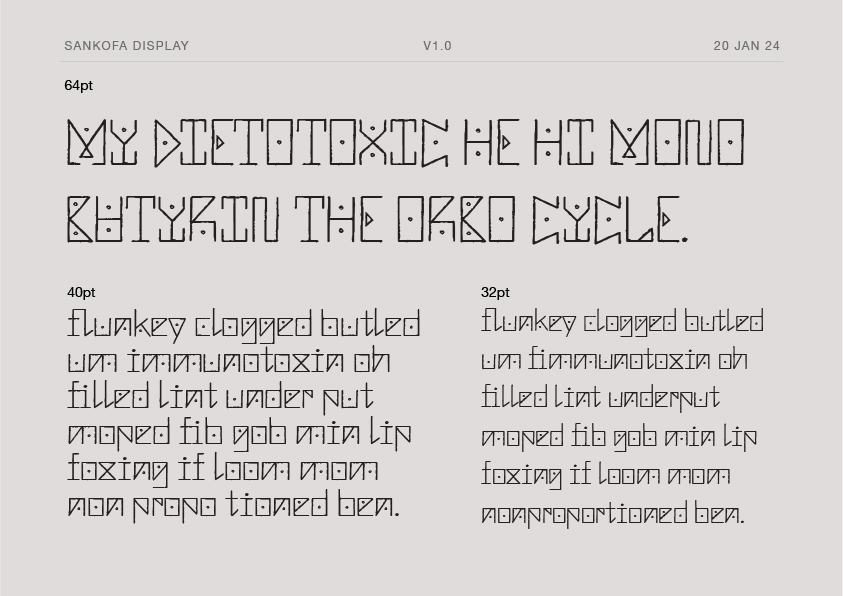 SANKOFA DISPLAY
V1.0
20 JAN 24
64pt
MY DIETOTOXIC HE HI MONO
BUTYRIN THE ORBO CYCLE.
40pt
flunkey clogged butled
um immunotoxin oh
filled lint under put
moped fib gob min lip
foxing if loom mom
non propo tioned ben.
32pt
flunkey clogged butled
um fimmunotoxin oh
filled lint underput
moped fib gob min lip
foxing if loom mom
nonproportioned ben.